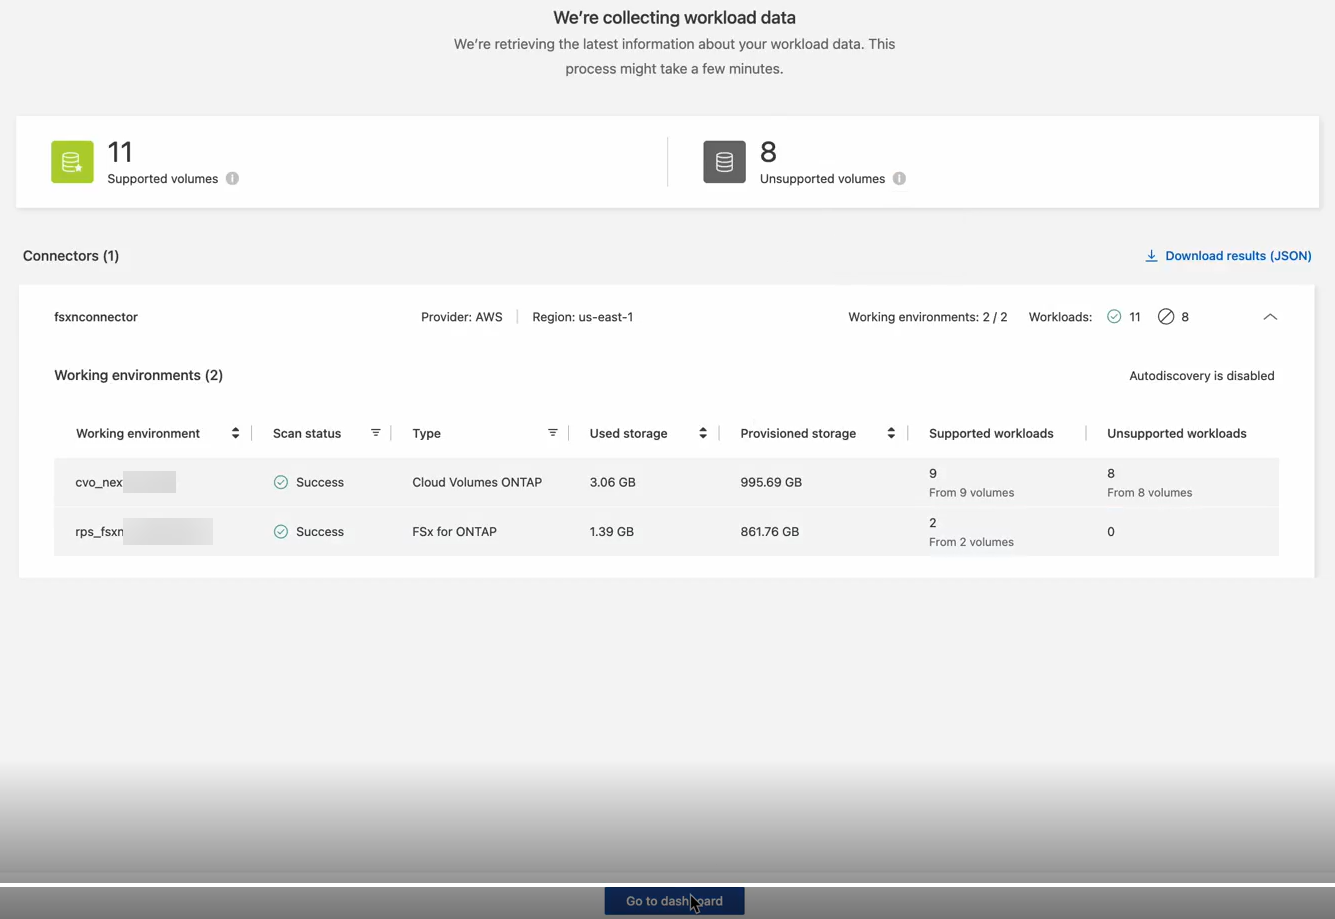 We're collecting workload data
We're retrieving the latest information about your workload data. This
process might take a few minutes.
11
Supported volumes
8
Unsupported volumes
Connectors (1)
Download results (JSON)
fsxnconnector
Provider: AWS
Region: us-east-1
Working environments: 2 / 2
Workloads:
11
8
Working environments (2)
Autodiscovery is disabled
Working environment
Scan status
Type
Used storage
Provisioned storage
Supported workloads
Unsupported workloads
cvo_nex
Success
Cloud Volumes ONTAP
3.06 GB
995.69 GB
9
From 9 volumes
8
From 8 volumes
rps_fsxn
Success
FSx for ONTAP
1.39 GB
861.76 GB
2
From 2 volumes
0
Go to dashboard